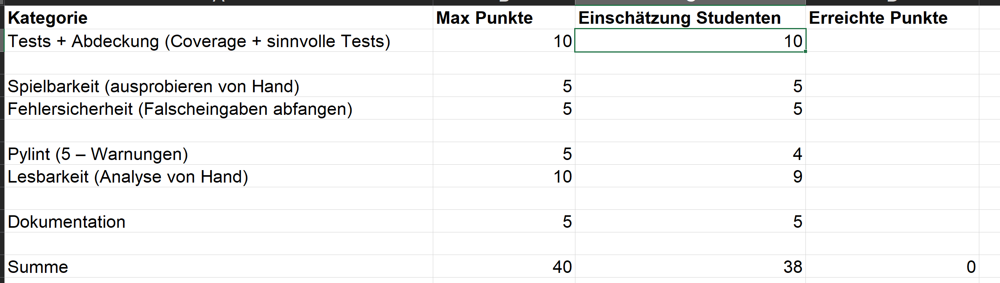 Kategorie Max Punkte Einschätzung Studenten Erreichte Punkte
Tests + Abdeckung (Coverage + sinnvolle Tests) 10 10
Spielbarkeit (ausprobieren von Hand) 5 5
Fehlersicherheit (Falscheingaben abfangen) 5 5
Pylint (5 – Warnungen) 5 4
Lesbarkeit (Analyse von Hand) 10 9
Dokumentation 5 5
Summe 40 38 0